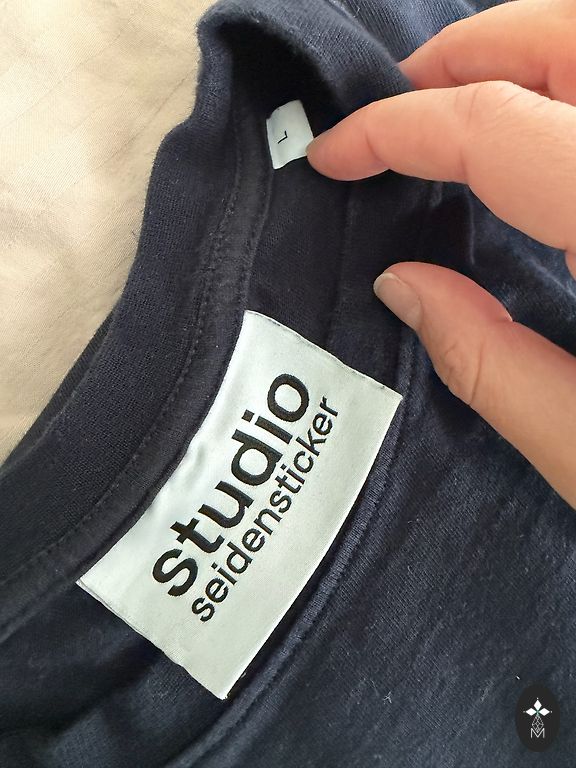 L
studio
seidensticker
M